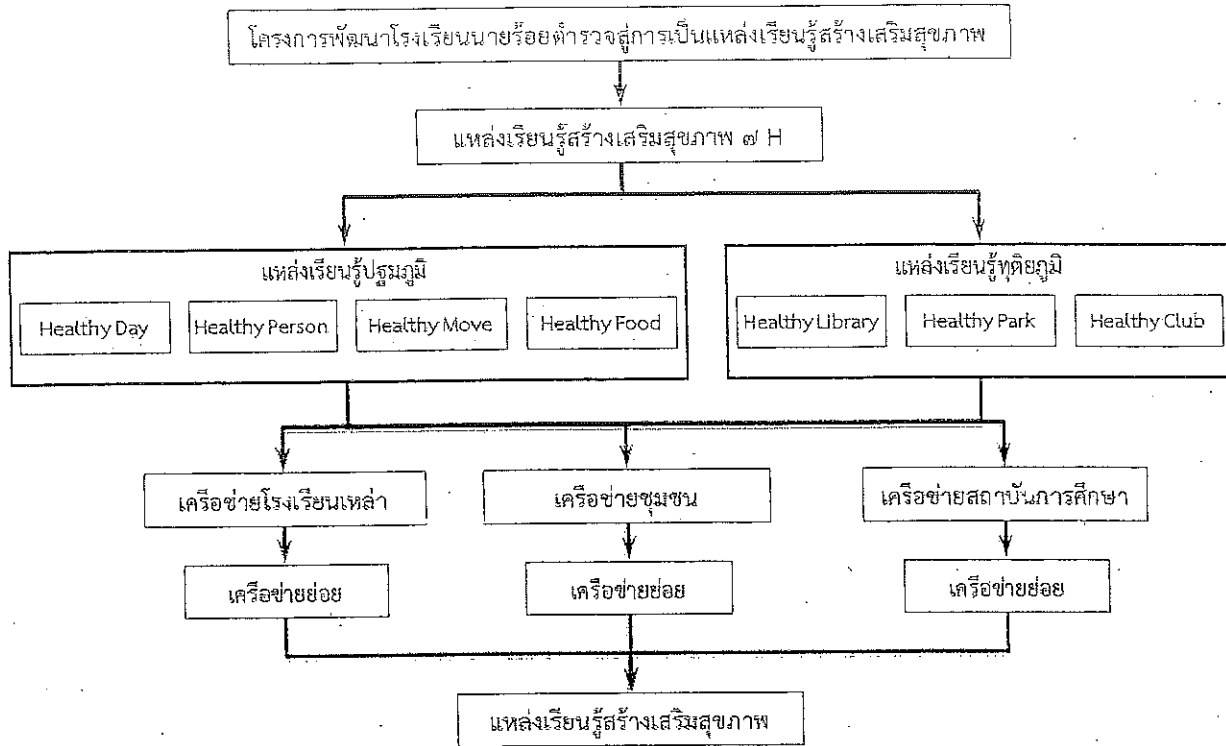 โครงการพัฒนาโรงเรียนนายร้อยตำรวจสู่การเป็นแหล่งเรียนรู้สร้างเสริมสุขภาพ
แหล่งเรียนรู้สร้างเสริมสุขภาพ ๗ H
แหล่งเรียนรู้ปฐมภูมิ
Healthy Day
Healthy Person
Healthy Move
Healthy Food
แหล่งเรียนรู้ทุติยภูมิ
Healthy Library
Healthy Park
Healthy Club
เครือข่ายโรงเรียนเหล่า
เครือข่ายชุมชน
เครือข่ายสถาบันการศึกษา
เครือข่ายย่อย
เครือข่ายย่อย
เครือข่ายย่อย
แหล่งเรียนรู้สร้างเสริมสุขภาพ